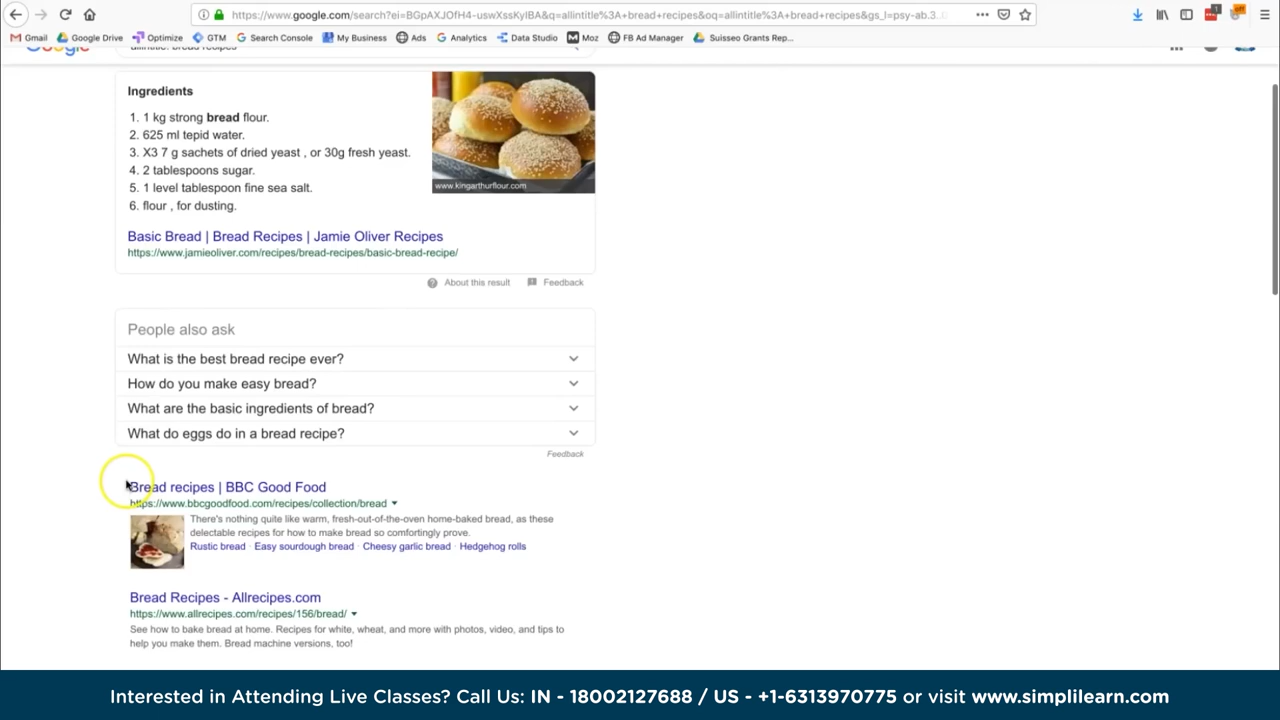 https://www.google.com/search?ei=BGpAXJOfH4-uswXssKyIBA&q=allintitle%3A+bread+recipes&oq=allintitle%3A+bread+recipes&gs_l=psy-ab.3..
Gmail Google Drive Optimize GTM Search Console My Business Ads Analytics Data Studio Moz FB Ad Manager Suisseo Grants Rep...
Ingredients
1. 1 kg strong bread flour.
2. 625 ml tepid water.
3. X3 7 g sachets of dried yeast , or 30g fresh yeast.
4. 2 tablespoons sugar.
5. 1 level tablespoon fine sea salt.
6. flour , for dusting.
www.kingarthurflour.com
Basic Bread | Bread Recipes | Jamie Oliver Recipes
https://www.jamieoliver.com/recipes/bread-recipes/basic-bread-recipe/
About this result Feedback
People also ask
What is the best bread recipe ever?
How do you make easy bread?
What are the basic ingredients of bread?
What do eggs do in a bread recipe?
Feedback
Bread recipes | BBC Good Food
https://www.bbcgoodfood.com/recipes/collection/bread
There's nothing quite like warm, fresh-out-of-the-oven home-baked bread, as these
delectable recipes for how to make bread so comfortingly prove.
Rustic bread · Easy sourdough bread · Cheesy garlic bread · Hedgehog rolls
Bread Recipes - Allrecipes.com
https://www.allrecipes.com/recipes/156/bread/
See how to bake bread at home. Recipes for white, wheat, and more with photos, video, and tips to
help you make them. Bread machine versions, too!
Interested in Attending Live Classes? Call Us: IN - 18002127688 / US - +1-6313970775 or visit www.simplilearn.com